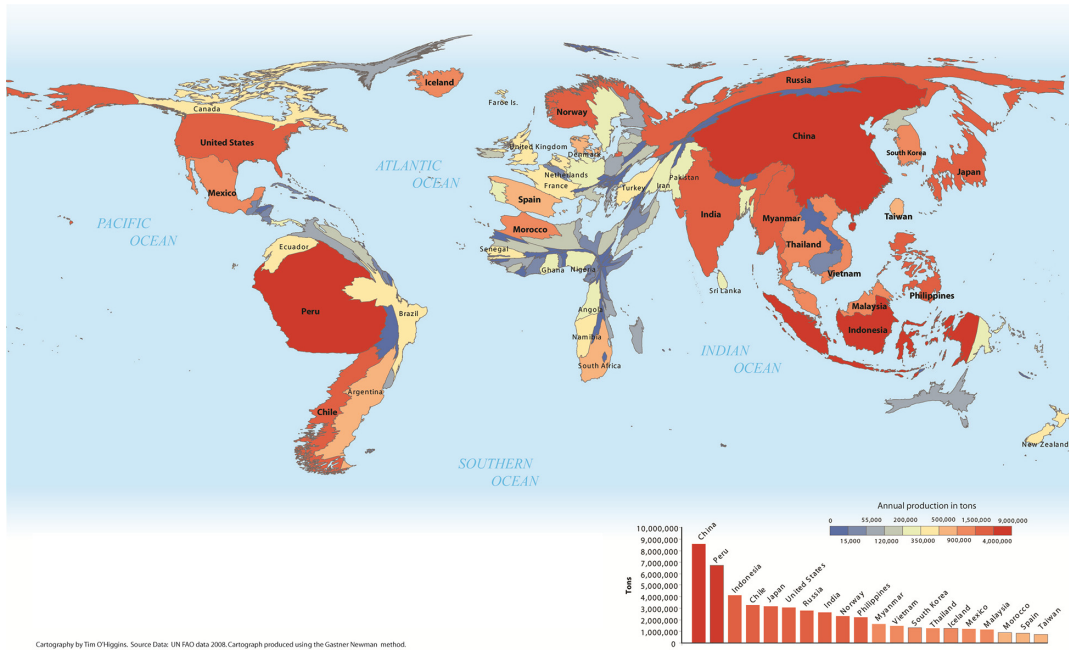 Iceland
Faroe Is.
Russia
Norway
Canada
United States
China
United Kingdom
Denmark
South Korea
ATLANTIC
OCEAN
Netherlands
France
Turkey
Iran
Pakistan
Japan
Mexico
Spain
India
Myanmar
Taiwan
PACIFIC
OCEAN
Morocco
Senegal
Thailand
Ecuador
Ghana
Nigeria
Vietnam
Sri Lanka
Philippines
Peru
Brazil
Angola
Malaysia
Indonesia
Namibia
INDIAN
OCEAN
South Africa
Argentina
Chile
New Zealand
SOUTHERN
OCEAN
Annual production in tons
0 55,000 200,000 500,000 1,500,000 9,000,000
15,000 120,000 350,000 900,000 4,000,000
10,000,000
9,000,000
8,000,000
7,000,000
6,000,000
5,000,000
4,000,000
3,000,000
2,000,000
1,000,000
0
Tons
China
Peru
Indonesia
Chile
Japan
United States
Russia
India
Norway
Philippines
Myanmar
Vietnam
South Korea
Thailand
Iceland
Mexico
Malaysia
Morocco
Spain
Taiwan
Cartography by Tim O'Higgins. Source Data: UN FAO data 2008. Cartograph produced using the Gastner Newman method.